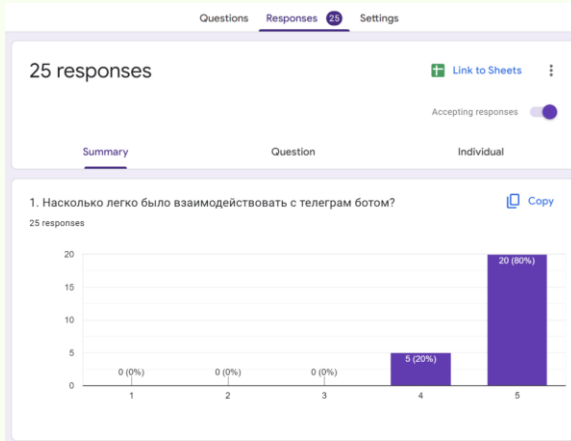 Questions Responses 25 Settings
25 responses
Link to Sheets
Accepting responses
Summary Question Individual
1. Насколько легко было взаимодействовать с телеграм ботом?
Copy
25 responses
20
15
10
5
0
0 (0%) 0 (0%) 0 (0%) 5 (20%) 20 (80%)
1 2 3 4 5